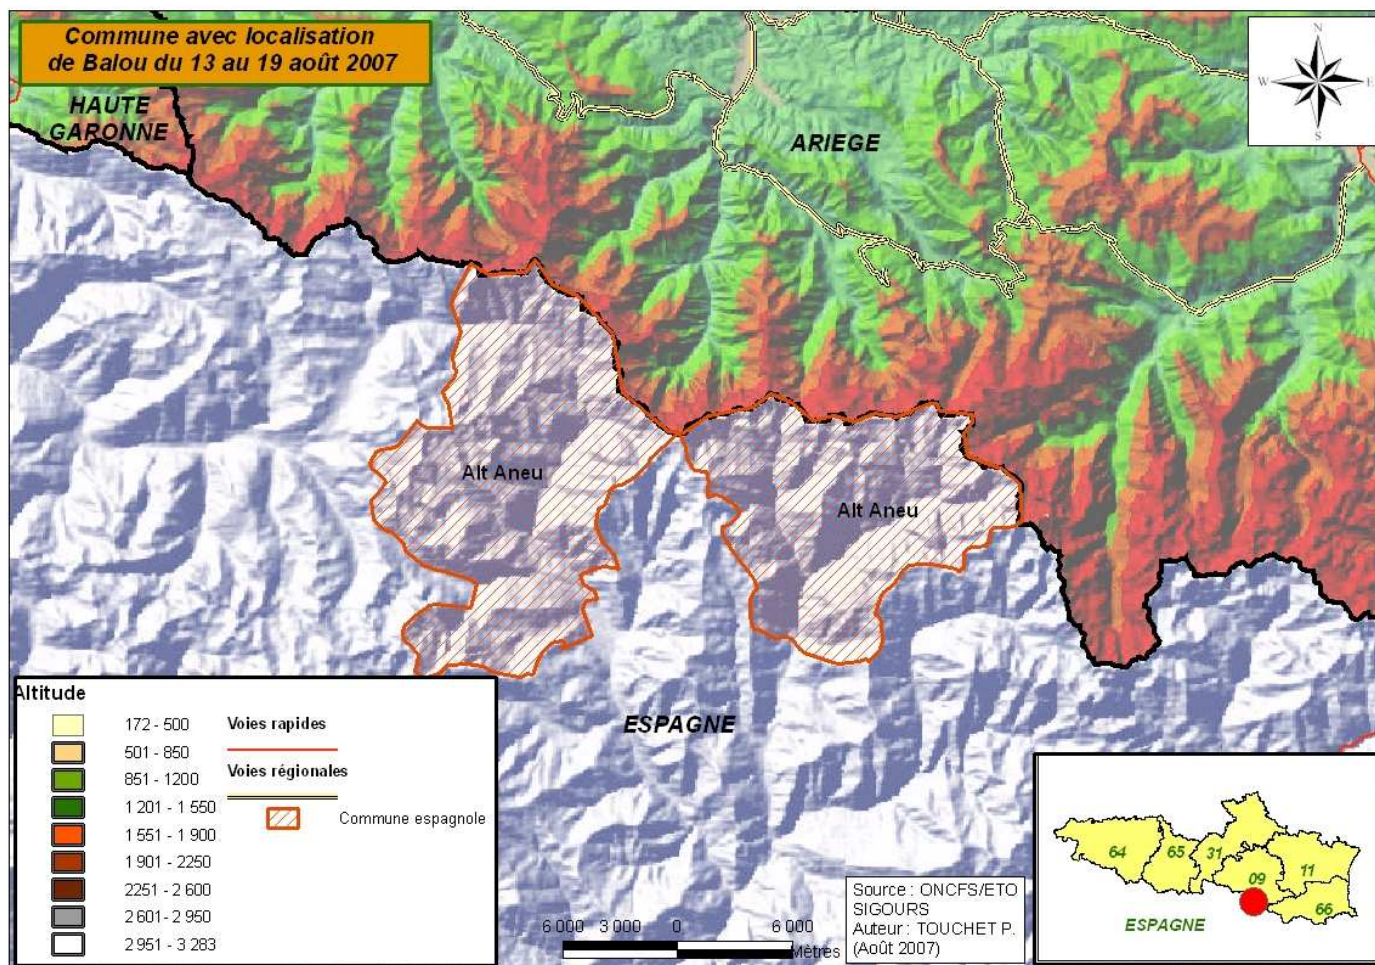 Commune avec localisation
de Balou du 13 au 19 août 2007
N
W E
S
HAUTE
GARONNE
ARIEGE
Alt Aneu
Alt Aneu
ESPAGNE
Altitude
172 - 500
501 - 850
851 - 1200
1 201 - 1 550
1 551 - 1 900
1 901 - 2250
2251 - 2 600
2 601 - 2 950
2 951 - 3 283
Voies rapides
Voies régionales
Commune espagnole
6 000 3 000 0 6 000
Mètres
Source : ONCFS/ETO
SIGOURS
Auteur : TOUCHET P.
(Août 2007)
64 65 31 09 11 66
ESPAGNE